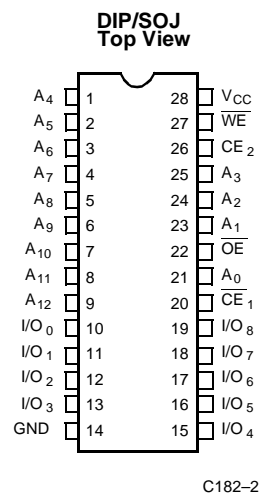 DIP/SOJ
Top View
A4 1 28 VCC
A5 2 27 WE
A6 3 26 CE2
A7 4 25 A3
A8 5 24 A2
A9 6 23 A1
A10 7 22 OE
A11 8 21 A0
A12 9 20 CE1
I/O0 10 19 I/O8
I/O1 11 18 I/O7
I/O2 12 17 I/O6
I/O3 13 16 I/O5
GND 14 15 I/O4
C182–2